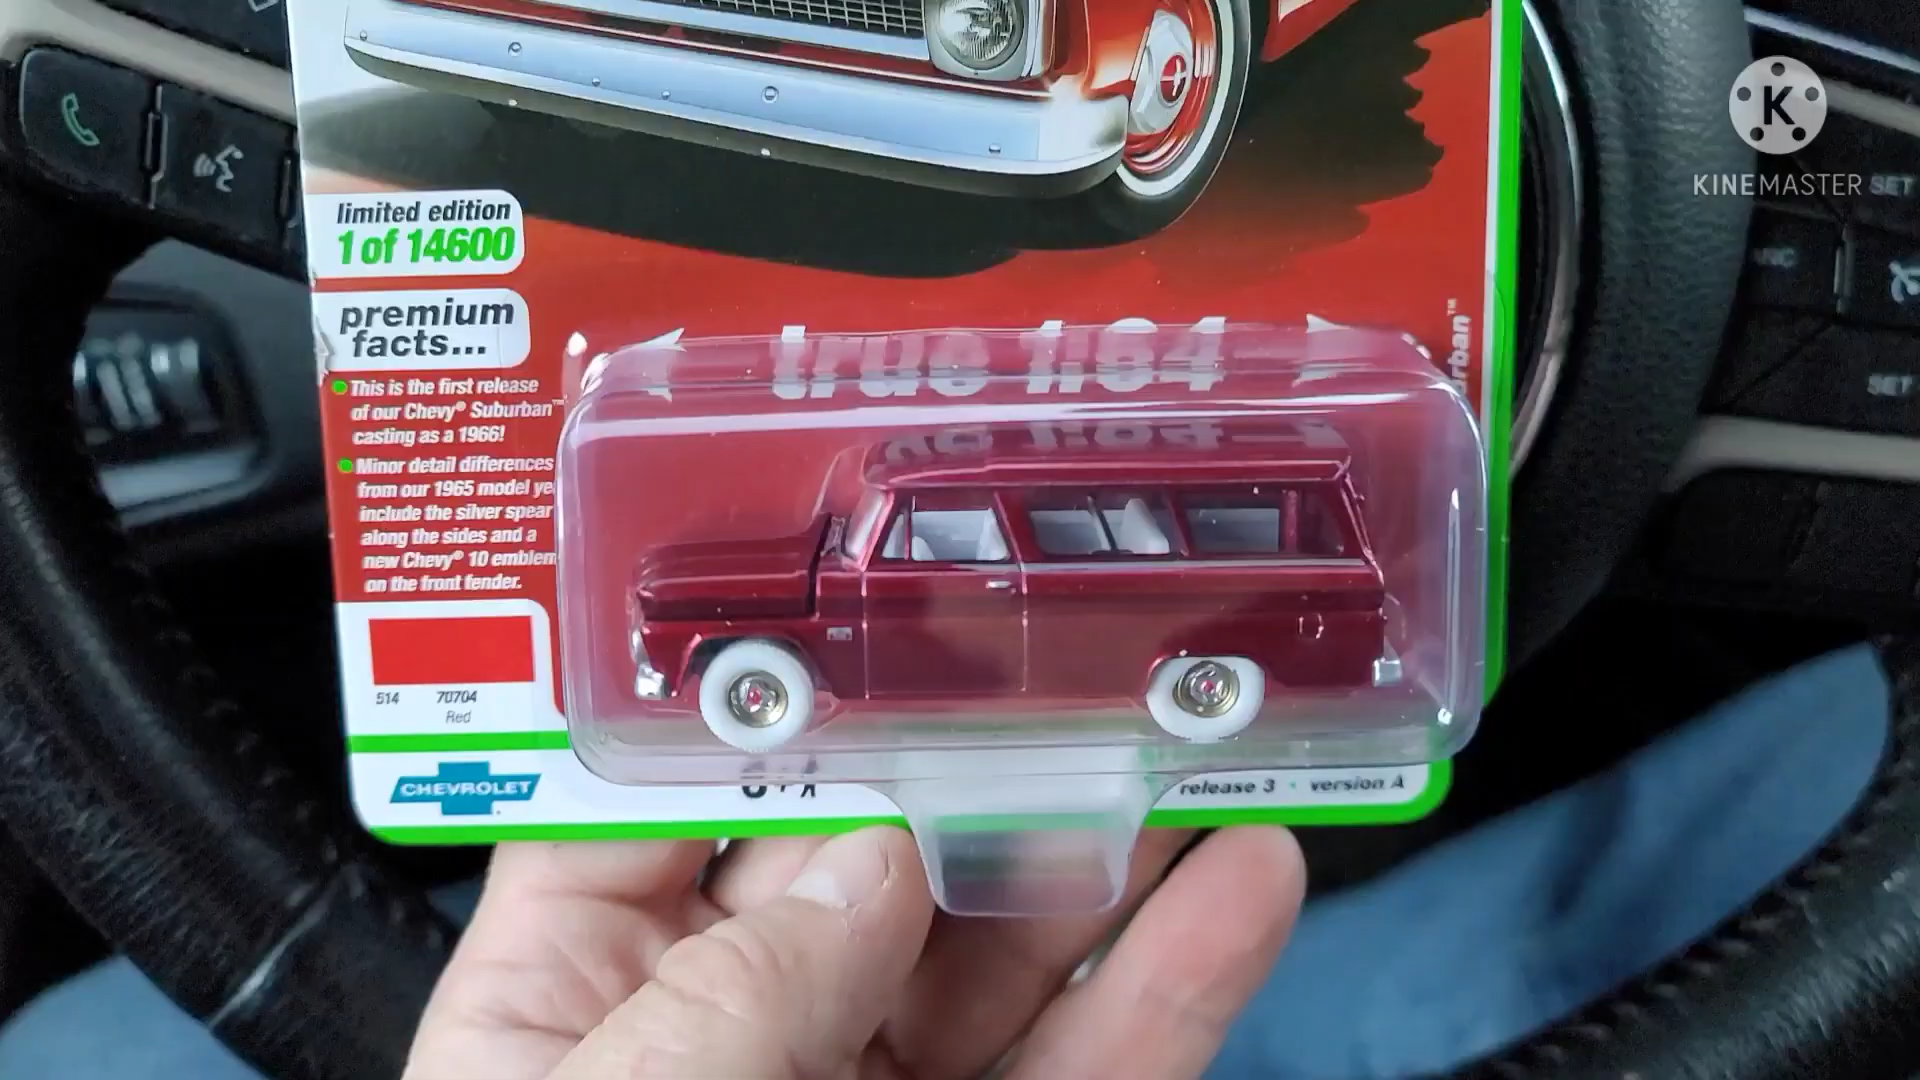 KINEMASTER
SET
SET
limited edition
1 of 14600
premium
facts...
This is the first release
of our Chevy® Suburban™
casting as a 1966!
Minor detail differences
from our 1965 model
include the silver spear
along the sides and a
new Chevy® 10 emblem
on the front fender.
true 1:64
514 70704
Red
CHEVROLET
release 3 · version A